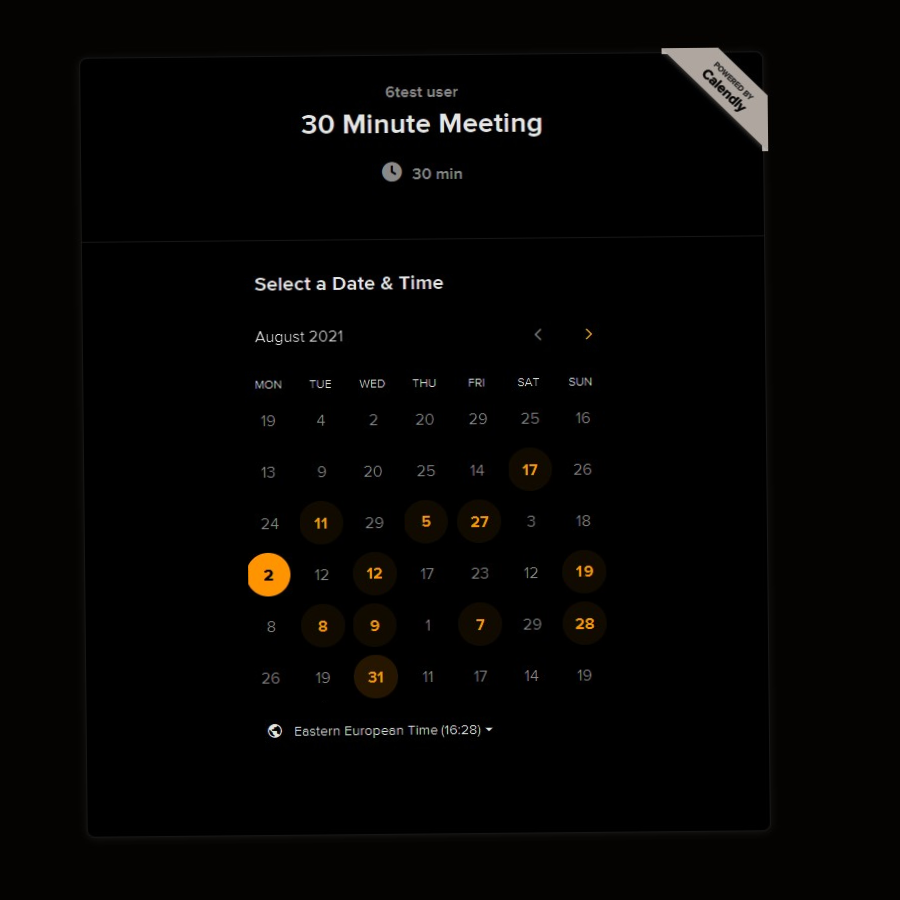 POWERED BY
Calendly
6test user
30 Minute Meeting
30 min
Select a Date & Time
August 2021
MON TUE WED THU FRI SAT SUN
19 4 2 20 29 25 16
13 9 20 25 14 17 26
24 11 29 5 27 3 18
2 12 12 17 23 12 19
8 8 9 1 7 29 28
26 19 31 11 17 14 19
Eastern European Time (16:28)